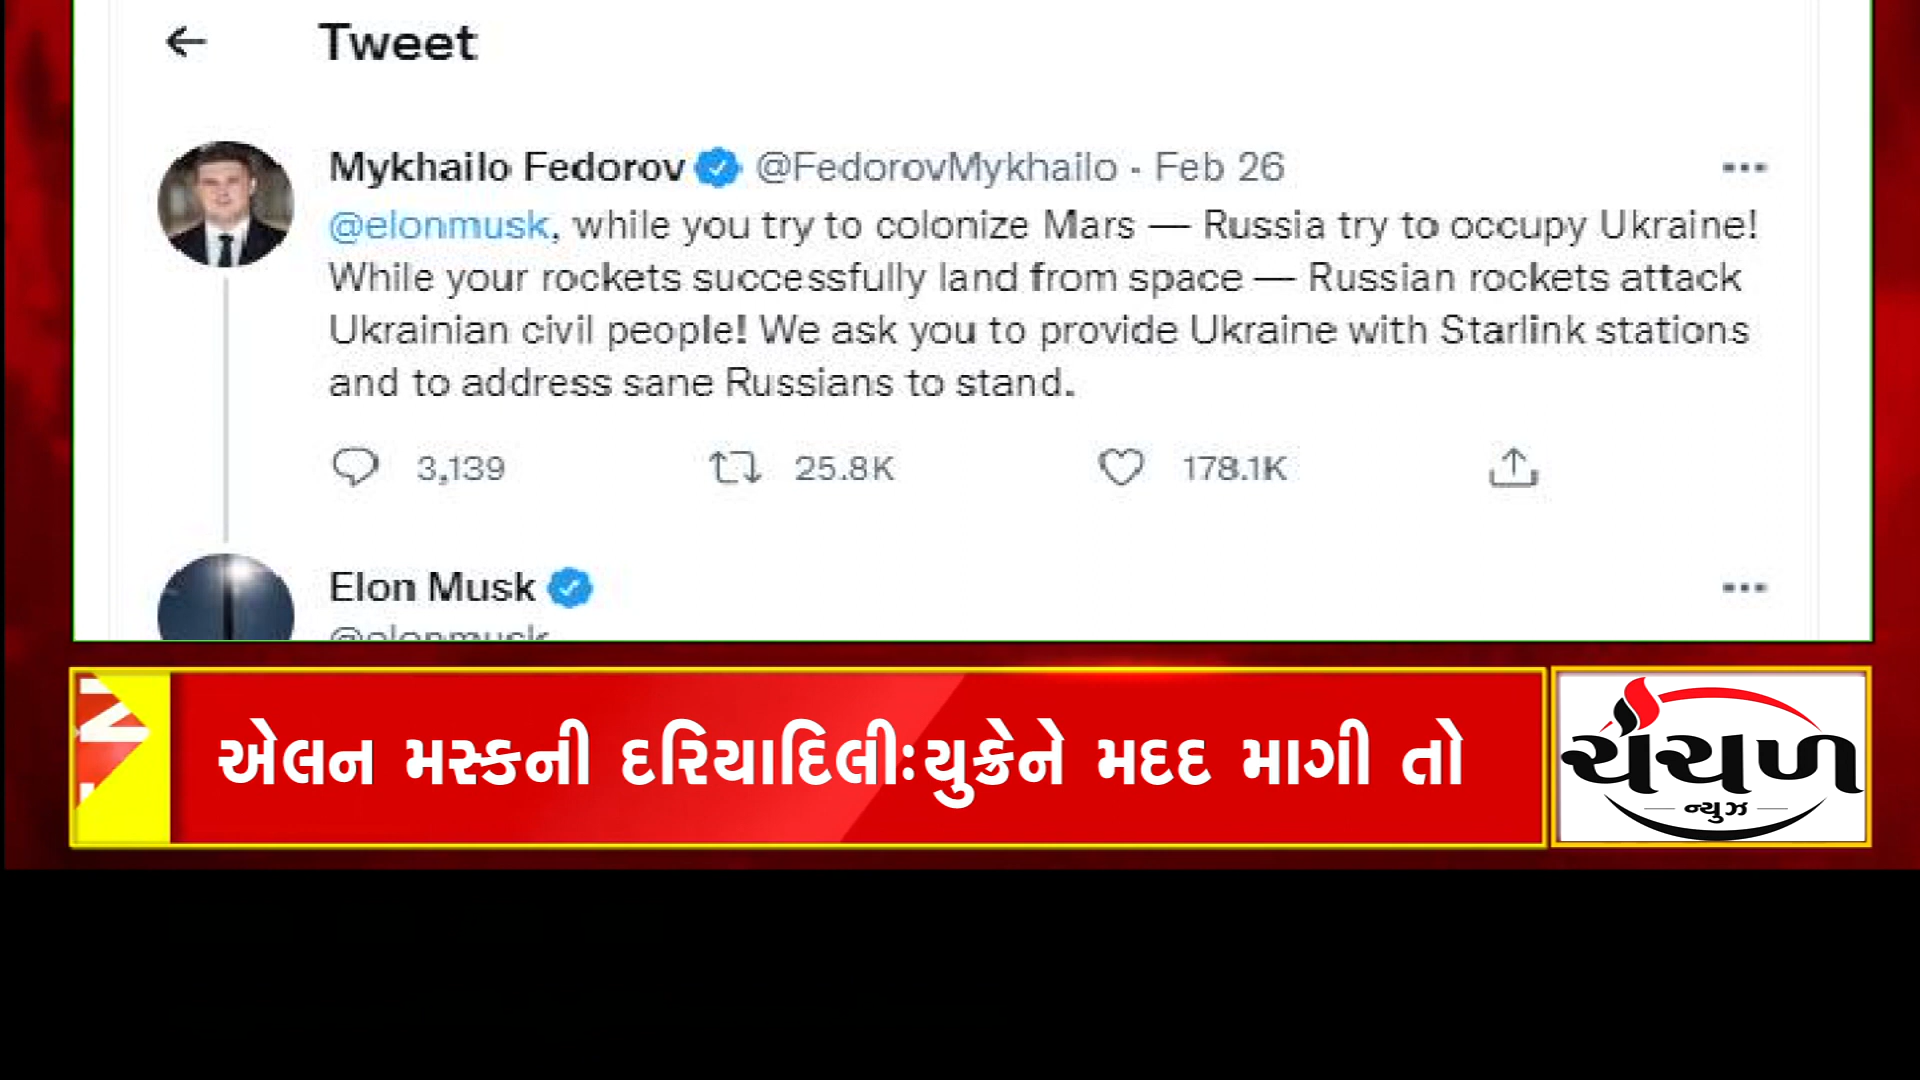 Tweet
Mykhailo Fedorov @FedorovMykhailo · Feb 26
@elonmusk, while you try to colonize Mars — Russia try to occupy Ukraine!
While your rockets successfully land from space — Russian rockets attack
Ukrainian civil people! We ask you to provide Ukraine with Starlink stations
and to address sane Russians to stand.
3,139 25.8K 178.1K
Elon Musk
@elonmusk
એલન મસ્કની દરિયાદિલી:યુક્રેને મદદ માગી તો
ચંચળ
ન્યુઝ